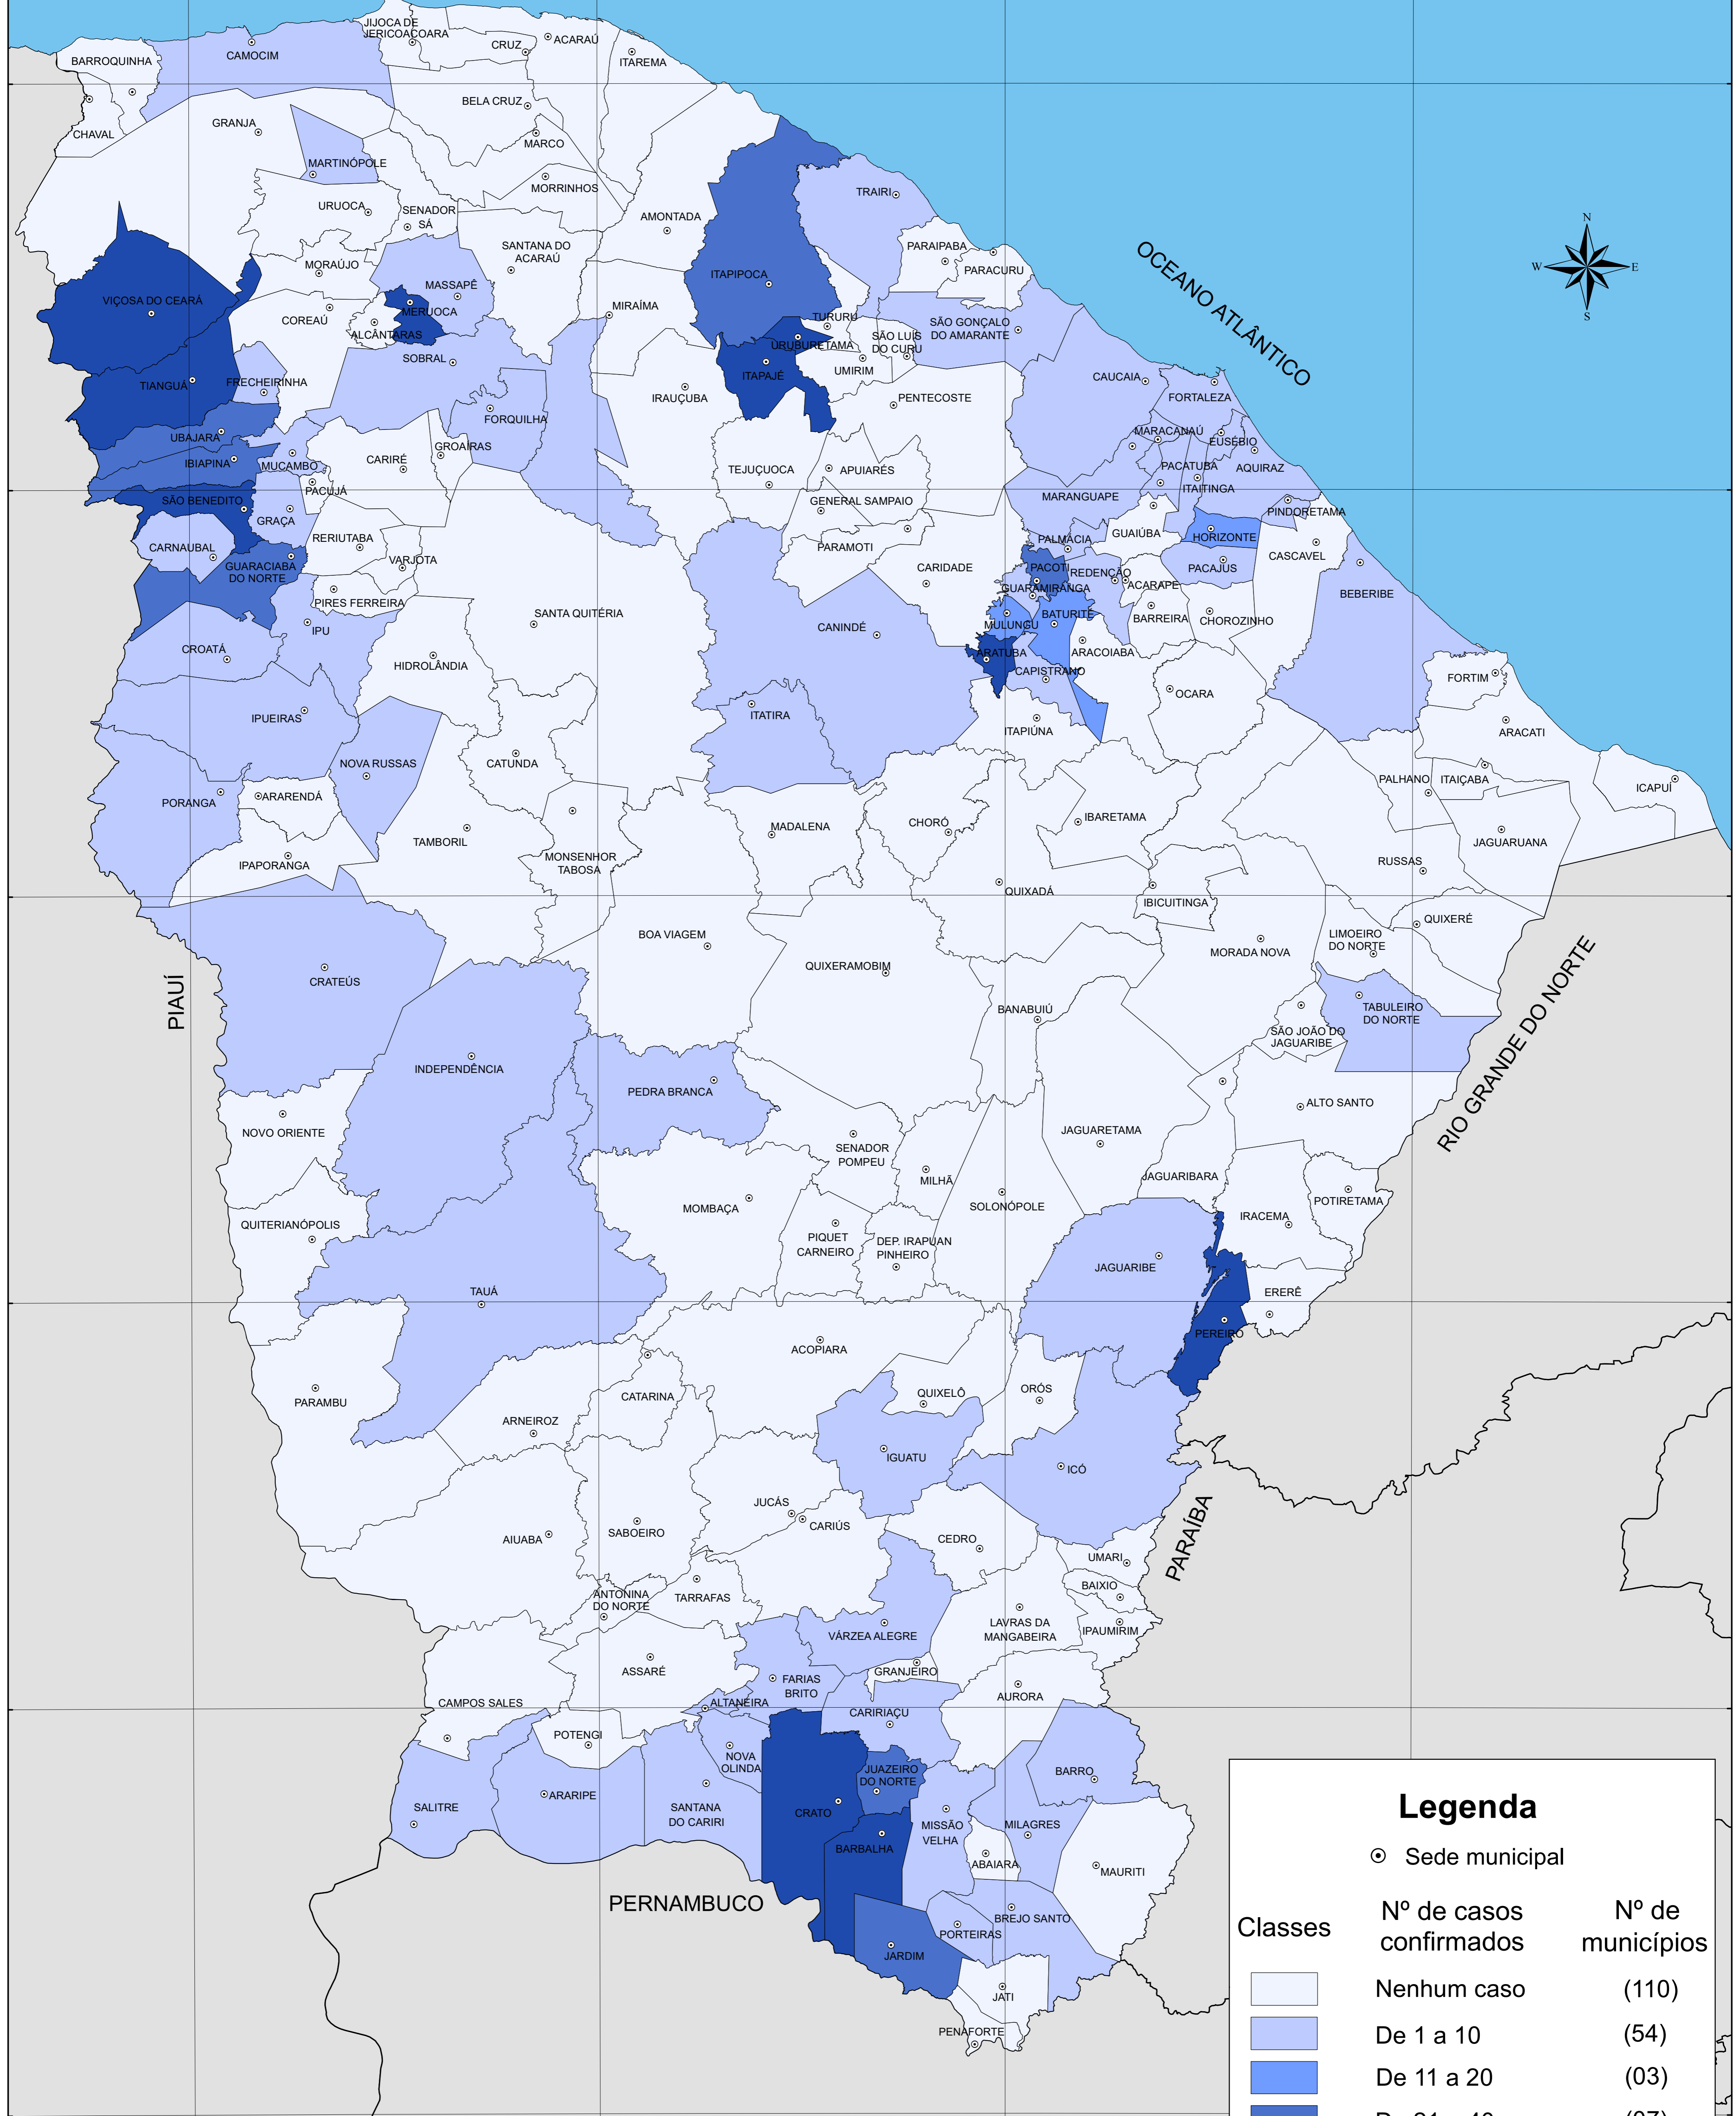 JIJOCA DE
JERICOACOARA
CRUZ
ACARAÚ
ITAREMA
BARROQUINHA
CAMOCIM
BELA CRUZ
CHAVAL
GRANJA
MARCO
MARTINÓPOLE
MORRINHOS
URUOCA
SENADOR
SÁ
AMONTADA
TRAIRI
SANTANA DO
ACARAÚ
PARAIPABA
PARACURU
OCEANO ATLÂNTICO
N
W
E
S
MORAÚJO
MASSAPÊ
ITAPIPOCA
VIÇOSA DO CEARÁ
MERUOCA
MIRAÍMA
COREAÚ
ALCÂNTARAS
TURURU
SÃO GONÇALO
DO AMARANTE
URUBURETAMA
SÃO LUÍS
DO CURU
SOBRAL
UMIRIM
ITAPAJÉ
TIANGUÁ
FRECHEIRINHA
CAUCAIA
FORTALEZA
IRAUÇUBA
PENTECOSTE
FORQUILHA
MARACANAÚ
EUSÉBIO
UBAJARA
GROAÍRAS
IBIAPINA
MUCAMBO
CARIRÉ
TEJUÇUOCA
APUIARÉS
PACATUBA
AQUIRAZ
ITAITINGA
PACUJÁ
SÃO BENEDITO
GRAÇA
GENERAL SAMPAIO
MARANGUAPE
PINDORETAMA
CARNAUBAL
RERIUTABA
PARAMOTI
PALMÁCIA
GUAIÚBA
HORIZONTE
CASCAVEL
VARJOTA
GUARACIABA
DO NORTE
CARIDADE
PACOTI
REDENÇÃO
PACAJUS
GUARAMIRANGA
ACARAPE
BEBERIBE
PIRES FERREIRA
SANTA QUITÉRIA
IPU
CANINDÉ
MULUNGU
BATURITÉ
BARREIRA
CHOROZINHO
CROATÁ
HIDROLÂNDIA
ARATUBA
ARACOIABA
CAPISTRANO
FORTIM
OCARA
IPUEIRAS
ITATIRA
ITAPIÚNA
ARACATI
NOVA RUSSAS
CATUNDA
PALHANO
ITAIÇABA
ICAPUÍ
PORANGA
ARARENDÁ
MADALENA
CHORÓ
IBARETAMA
TAMBORIL
JAGUARUANA
IPAPORANGA
MONSENHOR
TABOSA
RUSSAS
QUIXADÁ
IBICUITINGA
QUIXERÉ
BOA VIAGEM
LIMOEIRO
DO NORTE
MORADA NOVA
QUIXERAMOBIM
CRATEÚS
PIAUÍ
RIO GRANDE DO NORTE
BANABUIÚ
TABULEIRO
DO NORTE
SÃO JOÃO DO
JAGUARIBE
INDEPENDÊNCIA
PEDRA BRANCA
ALTO SANTO
NOVO ORIENTE
JAGUARETAMA
SENADOR
POMPEU
JAGUARIBARA
MILHÃ
POTIRETAMA
MOMBAÇA
SOLONÓPOLE
QUITERIANÓPOLIS
IRACEMA
PIQUET
CARNEIRO
DEP. IRAPUAN
PINHEIRO
JAGUARIBE
TAUÁ
ERERÊ
PEREIRO
ACOPIARA
PARAMBU
CATARINA
QUIXELÔ
ORÓS
ARNEIROZ
IGUATU
ICÓ
JUCÁS
PARAÍBA
AIUABA
SABOEIRO
CARIÚS
CEDRO
UMARI
BAIXIO
ANTONINA
DO NORTE
TARRAFAS
LAVRAS DA
MANGABEIRA
IPAUMIRIM
VÁRZEA ALEGRE
ASSARÉ
FARIAS
BRITO
GRANJEIRO
AURORA
CAMPOS SALES
ALTANEIRA
CARIRIAÇU
POTENGI
NOVA
OLINDA
JUAZEIRO
DO NORTE
BARRO
SALITRE
ARARIPE
SANTANA
DO CARIRI
CRATO
MISSÃO
VELHA
MILAGRES
BARBALHA
ABAIARA
MAURITI
PERNAMBUCO
BREJO SANTO
PORTEIRAS
JARDIM
JATI
PENAFORTE
Legenda
Sede municipal
Classes
Nº de casos
confirmados
Nº de
municípios
Nenhum caso (110)
De 1 a 10 (54)
De 11 a 20 (03)